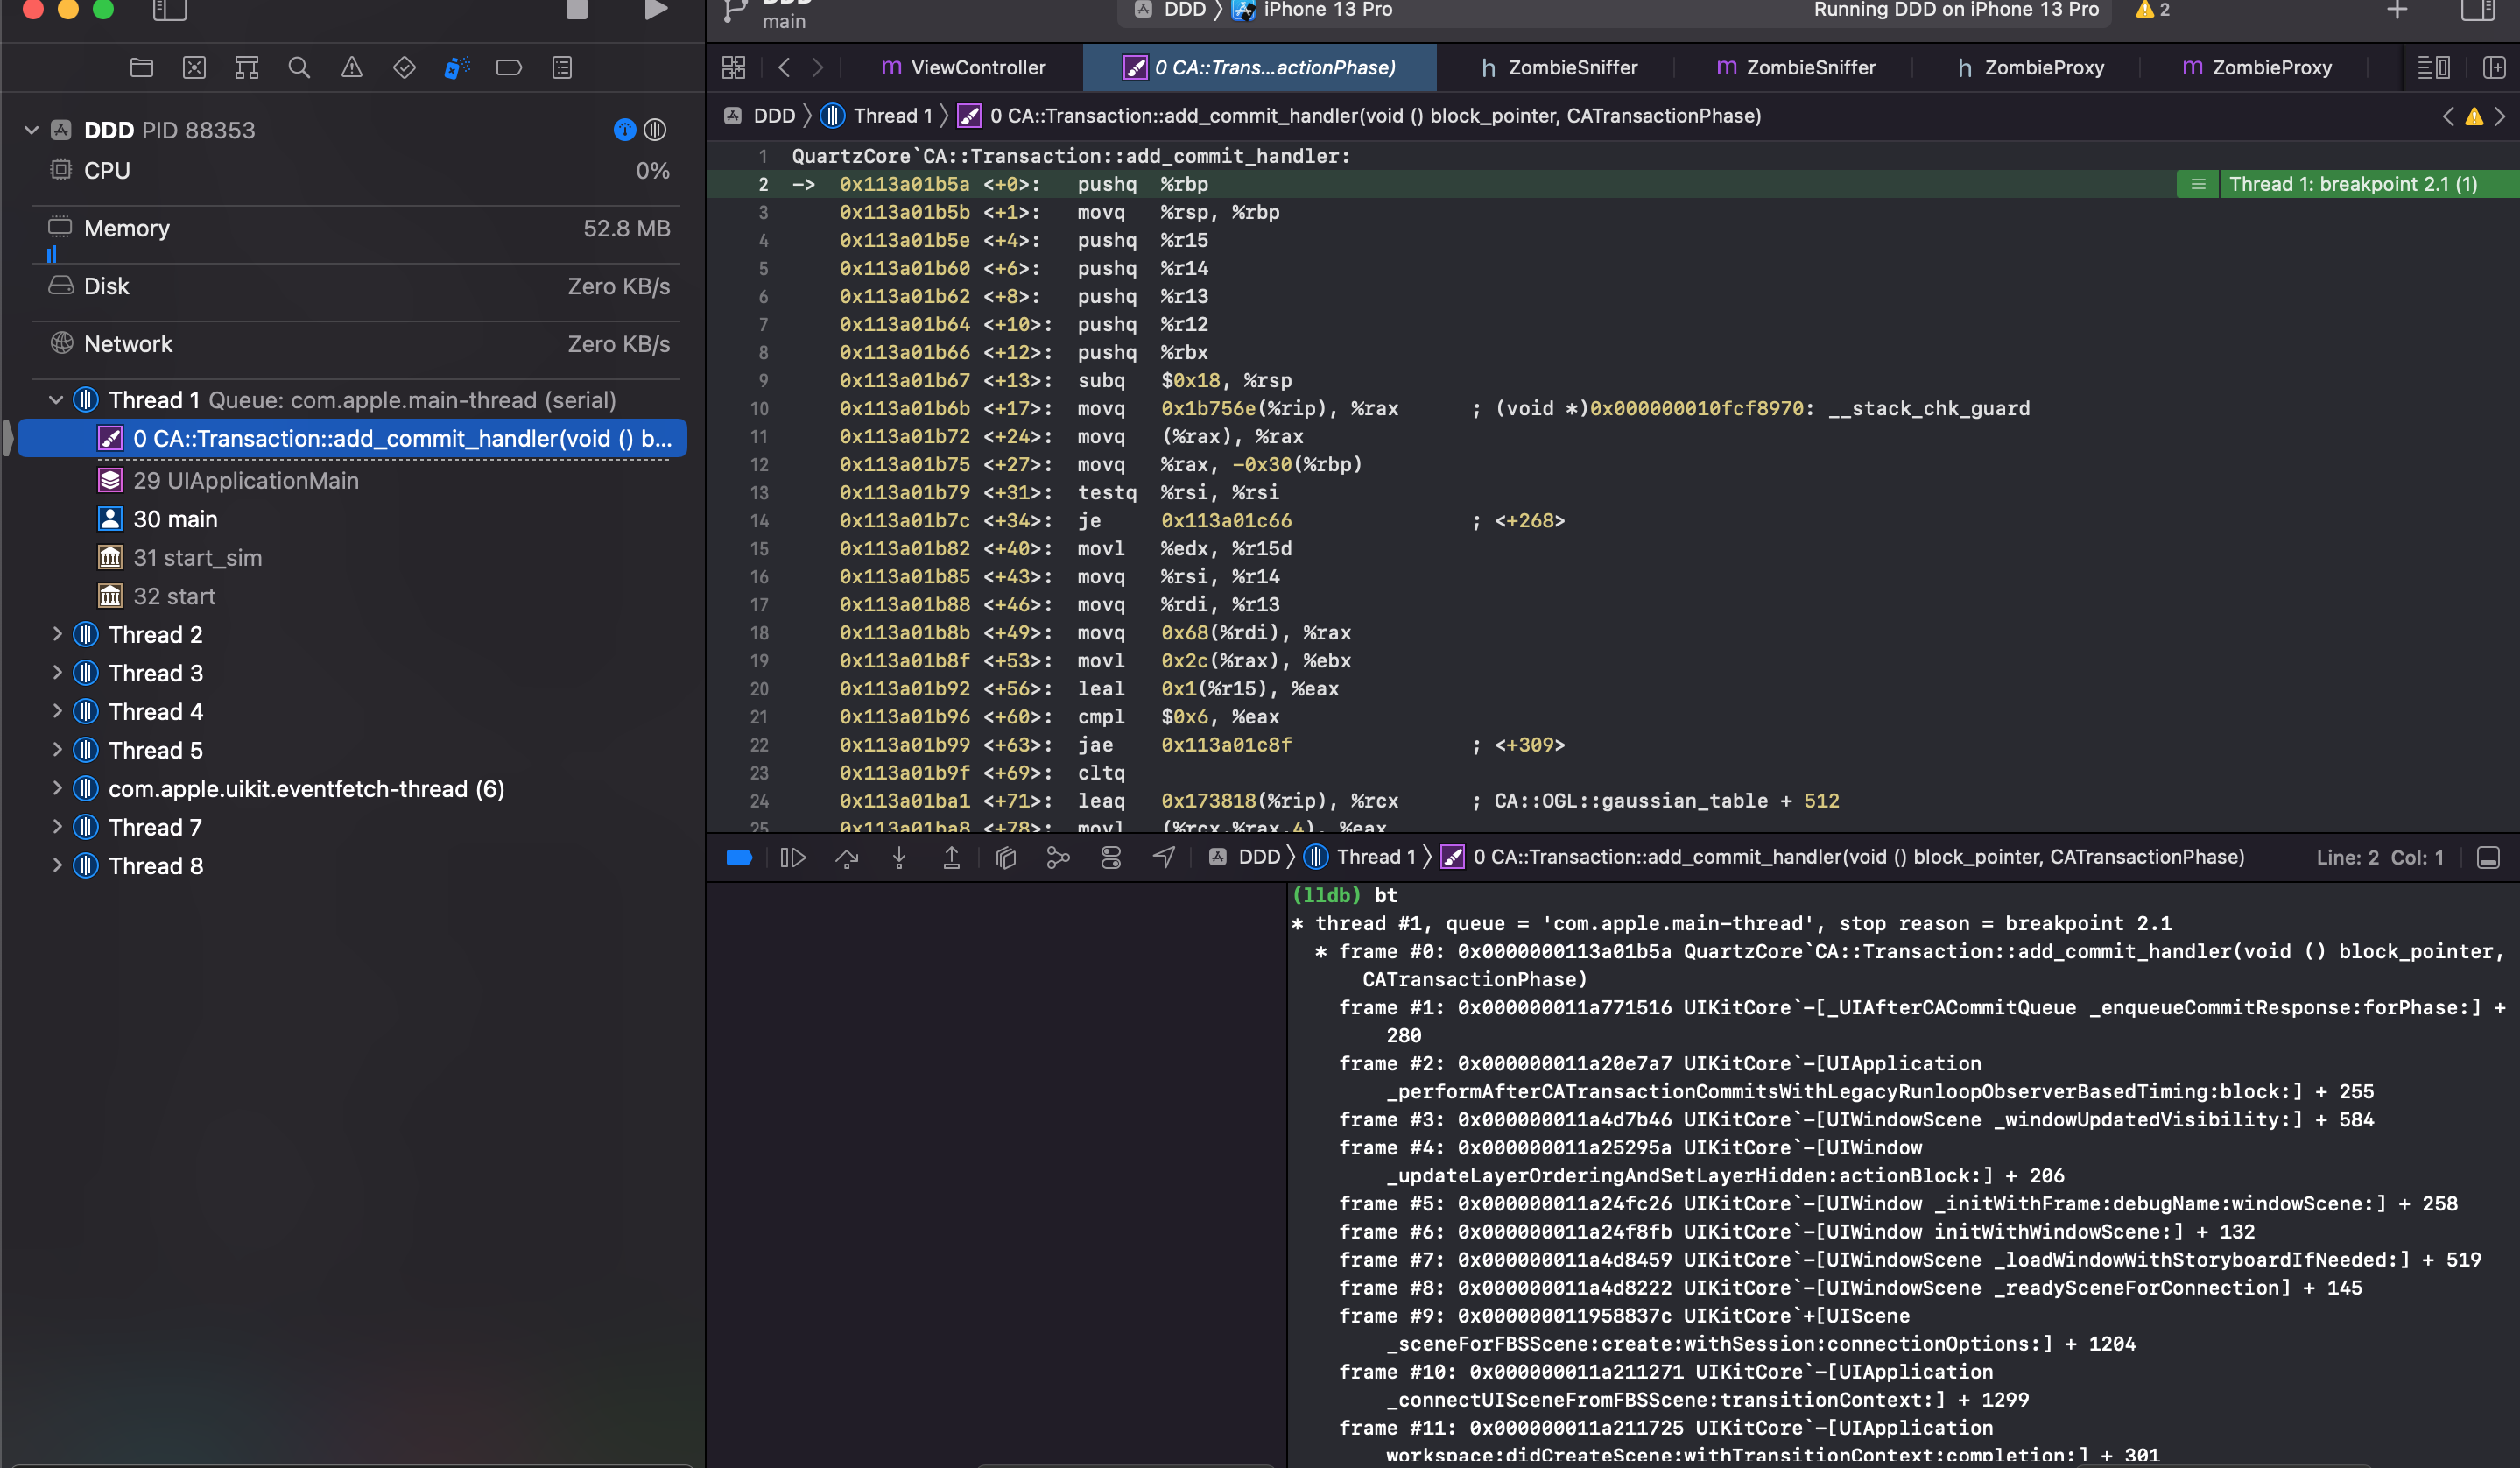 DDD
main
DDD 〉 iPhone 13 Pro
Running DDD on iPhone 13 Pro
2
DDD PID 88353
CPU 0%
Memory 52.8 MB
Disk Zero KB/s
Network Zero KB/s
Thread 1 Queue: com.apple.main-thread (serial)
0 CA::Transaction::add_commit_handler(void () b...
29 UIApplicationMain
30 main
31 start_sim
32 start
Thread 2
Thread 3
Thread 4
Thread 5
com.apple.uikit.eventfetch-thread (6)
Thread 7
Thread 8
m ViewController
0 CA::Trans...actionPhase)
h ZombieSniffer
m ZombieSniffer
h ZombieProxy
m ZombieProxy
DDD 〉 Thread 1 〉 0 CA::Transaction::add_commit_handler(void () block_pointer, CATransactionPhase)
1 QuartzCore`CA::Transaction::add_commit_handler:
2 -> 0x113a01b5a <+0>: pushq %rbp Thread 1: breakpoint 2.1 (1)
3 0x113a01b5b <+1>: movq %rsp, %rbp
4 0x113a01b5e <+4>: pushq %r15
5 0x113a01b60 <+6>: pushq %r14
6 0x113a01b62 <+8>: pushq %r13
7 0x113a01b64 <+10>: pushq %r12
8 0x113a01b66 <+12>: pushq %rbx
9 0x113a01b67 <+13>: subq $0x18, %rsp
10 0x113a01b6b <+17>: movq 0x1b756e(%rip), %rax ; (void *)0x000000010fcf8970: __stack_chk_guard
11 0x113a01b72 <+24>: movq (%rax), %rax
12 0x113a01b75 <+27>: movq %rax, -0x30(%rbp)
13 0x113a01b79 <+31>: testq %rsi, %rsi
14 0x113a01b7c <+34>: je 0x113a01c66 ; <+268>
15 0x113a01b82 <+40>: movl %edx, %r15d
16 0x113a01b85 <+43>: movq %rsi, %r14
17 0x113a01b88 <+46>: movq %rdi, %r13
18 0x113a01b8b <+49>: movq 0x68(%rdi), %rax
19 0x113a01b8f <+53>: movl 0x2c(%rax), %ebx
20 0x113a01b92 <+56>: leal 0x1(%r15), %eax
21 0x113a01b96 <+60>: cmpl $0x6, %eax
22 0x113a01b99 <+63>: jae 0x113a01c8f ; <+309>
23 0x113a01b9f <+69>: cltq
24 0x113a01ba1 <+71>: leaq 0x173818(%rip), %rcx ; CA::OGL::gaussian_table + 512
25 0x113a01ba8 <+78>: movl (%rcx,%rax,4), %eax
DDD 〉 Thread 1 〉 0 CA::Transaction::add_commit_handler(void () block_pointer, CATransactionPhase)
Line: 2 Col: 1
(lldb) bt
* thread #1, queue = 'com.apple.main-thread', stop reason = breakpoint 2.1
* frame #0: 0x0000000113a01b5a QuartzCore`CA::Transaction::add_commit_handler(void () block_pointer,
CATransactionPhase)
frame #1: 0x000000011a771516 UIKitCore`-[_UIAfterCACommitQueue _enqueueCommitResponse:forPhase:] +
280
frame #2: 0x000000011a20e7a7 UIKitCore`-[UIApplication
_performAfterCATransactionCommitsWithLegacyRunloopObserverBasedTiming:block:] + 255
frame #3: 0x000000011a4d7b46 UIKitCore`-[UIWindowScene _windowUpdatedVisibility:] + 584
frame #4: 0x000000011a25295a UIKitCore`-[UIWindow
_updateLayerOrderingAndSetLayerHidden:actionBlock:] + 206
frame #5: 0x000000011a24fc26 UIKitCore`-[UIWindow _initWithFrame:debugName:windowScene:] + 258
frame #6: 0x000000011a24f8fb UIKitCore`-[UIWindow initWithWindowScene:] + 132
frame #7: 0x000000011a4d8459 UIKitCore`-[UIWindowScene _loadWindowWithStoryboardIfNeeded:] + 519
frame #8: 0x000000011a4d8222 UIKitCore`-[UIWindowScene _readySceneForConnection] + 145
frame #9: 0x000000011958837c UIKitCore`+[UIScene
_sceneForFBSScene:create:withSession:connectionOptions:] + 1204
frame #10: 0x000000011a211271 UIKitCore`-[UIApplication
_connectUISceneFromFBSScene:transitionContext:] + 1299
frame #11: 0x000000011a211725 UIKitCore`-[UIApplication
workspace:didCreateScene:withTransitionContext:completion:] + 301